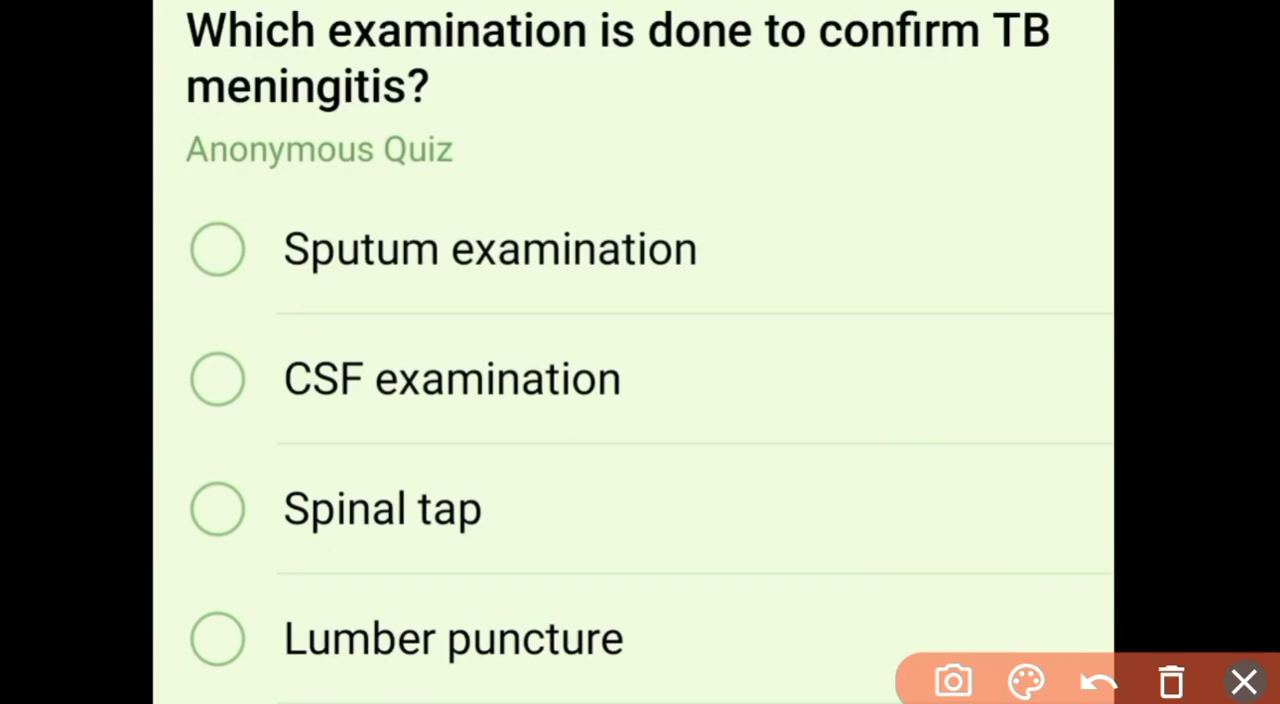 Which examination is done to confirm TB
meningitis?
Anonymous Quiz
Sputum examination
CSF examination
Spinal tap
Lumber puncture